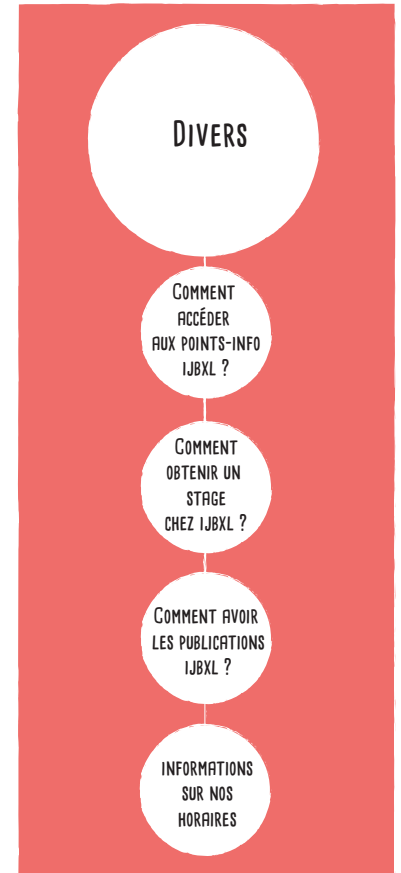 Divers
Comment
accéder
aux points-info
IJBXL ?
Comment
obtenir un
stage
chez IJBXL ?
Comment avoir
les publications
IJBXL ?
informations
sur nos
horaires